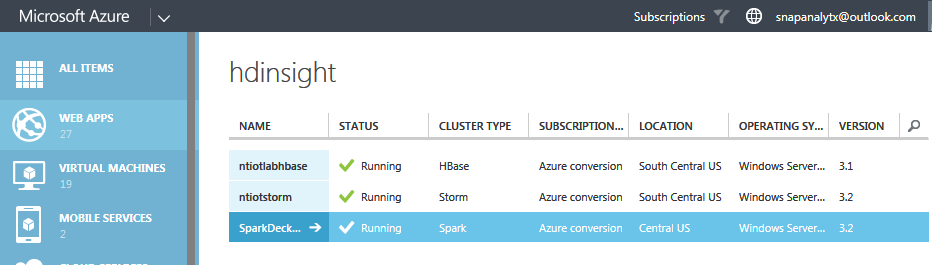 Microsoft Azure
Subscriptions
snapanalytx@outlook.com
ALL ITEMS
WEB APPS
27
VIRTUAL MACHINES
19
MOBILE SERVICES
2
hdinsight
NAME STATUS CLUSTER TYPE SUBSCRIPTION... LOCATION OPERATING SY... VERSION
ntiotlabhbase Running HBase Azure conversion South Central US Windows Server... 3.1
ntiotstorm Running Storm Azure conversion South Central US Windows Server... 3.2
SparkDeck... Running Spark Azure conversion Central US Windows Server... 3.2